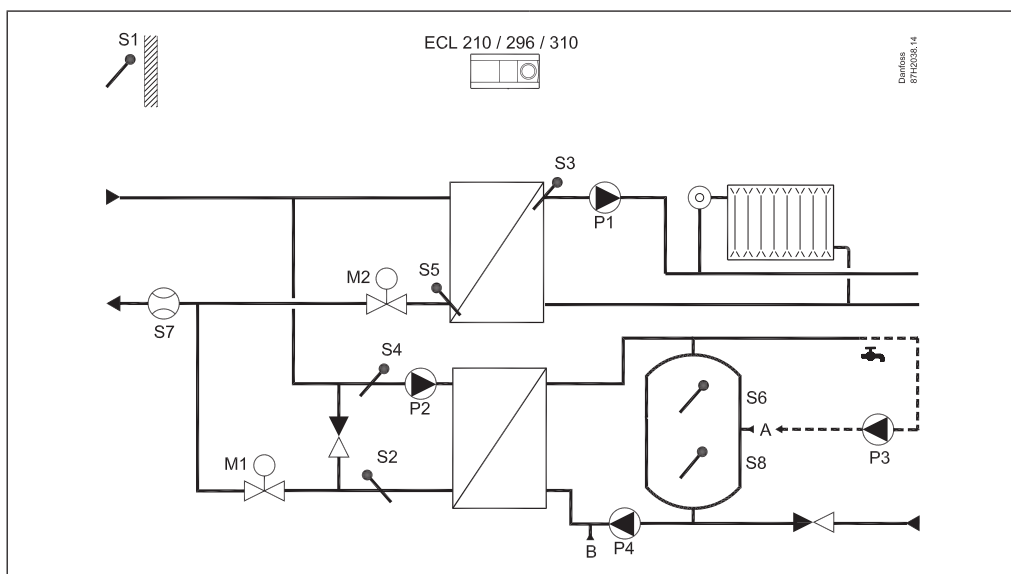 S1
ECL 210 / 296 / 310
Danfoss
87H2038.14
S3
P1
M2
S5
S7
S4
P2
S6
A
P3
S8
M1
S2
B
P4